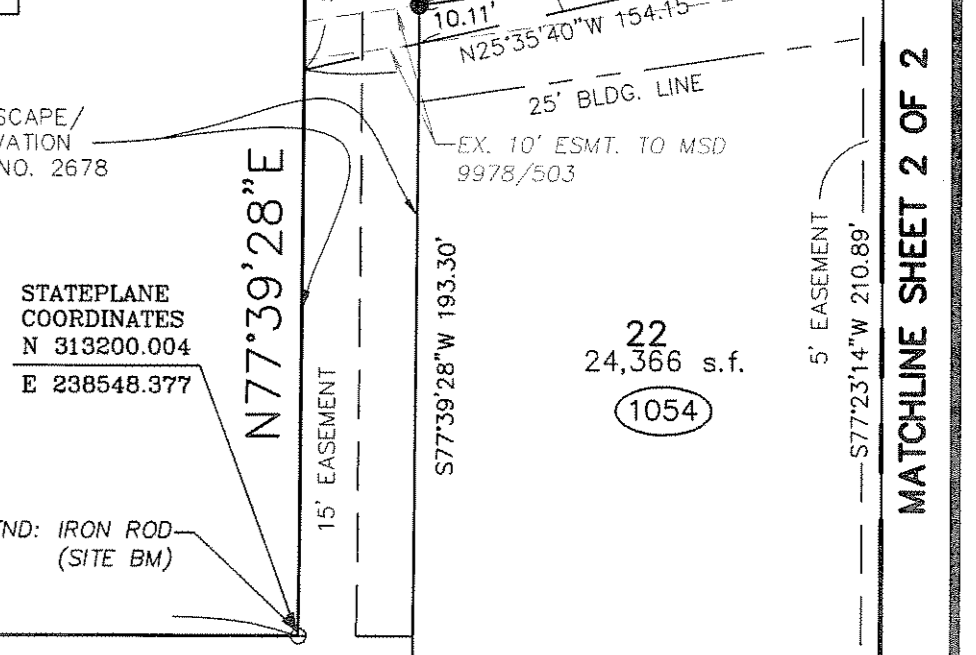 10.11'
N25°35'40"W 154.15'
25' BLDG. LINE
EX. 10' ESMT. TO MSD
9978/503
SCAPE/
VATION
NO. 2678
N77°39'28"E
STATEPLANE
COORDINATES
N 313200.004
E 238548.377
15' EASEMENT
S77°39'28"W 193.30'
22
24,366 s.f.
1054
5' EASEMENT
S77°23'14"W 210.89'
MATCHLINE SHEET 2 OF 2
ND: IRON ROD
(SITE BM)